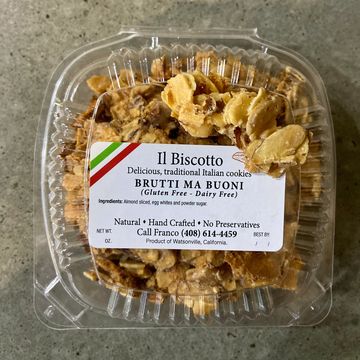 Il Biscotto
Delicious, traditional Italian cookies
BRUTTI MA BUONI
(Gluten Free - Dairy Free)
Ingredients: Almond sliced, egg whites and powder sugar.
Natural • Hand Crafted • No Preservatives
NET WT. Call Franco (408) 614-4459 BEST BY:
OZ. Product of Watsonville, California. / /